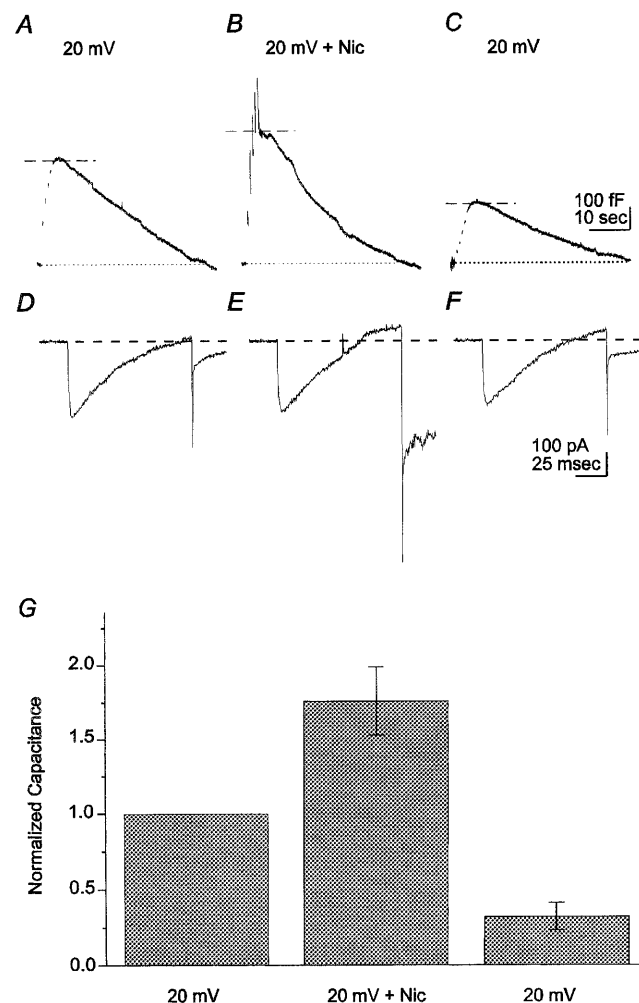 A B C
20 mV 20 mV + Nic 20 mV
100 fF
10 sec
D E F
100 pA
25 msec
G
Normalized Capacitance
2.0
1.5
1.0
0.5
0.0
20 mV 20 mV + Nic 20 mV